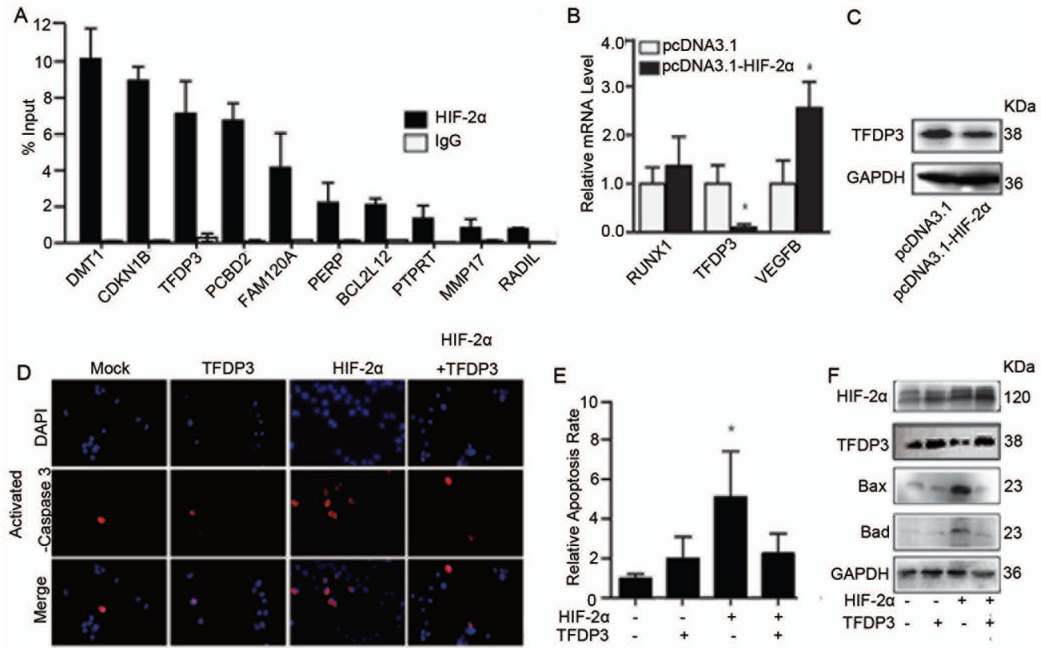 A
% Input
12
10
8
6
4
2
0
HIF-2α
IgG
DMT1
CDKN1B
TFDP3
PCBD2
FAM120A
PERP
BCL2L12
PTPRT
MMP17
RADIL
B
Relative mRNA Level
4.0
3.0
2.0
1.0
0.0
pcDNA3.1
pcDNA3.1-HIF-2α
*
*
RUNX1
TFDP3
VEGFB
C
KDa
TFDP3 38
GAPDH 36
pcDNA3.1
pcDNA3.1-HIF-2α
D
Mock
TFDP3
HIF-2α
HIF-2α
+TFDP3
DAPI
Activated
-Caspase 3
Merge
E
Relative Apoptosis Rate
10
8
6
4
2
0
*
HIF-2α - - + +
TFDP3 - + - +
F
KDa
HIF-2α 120
TFDP3 38
Bax 23
Bad 23
GAPDH 36
HIF-2α - - + +
TFDP3 - + - +